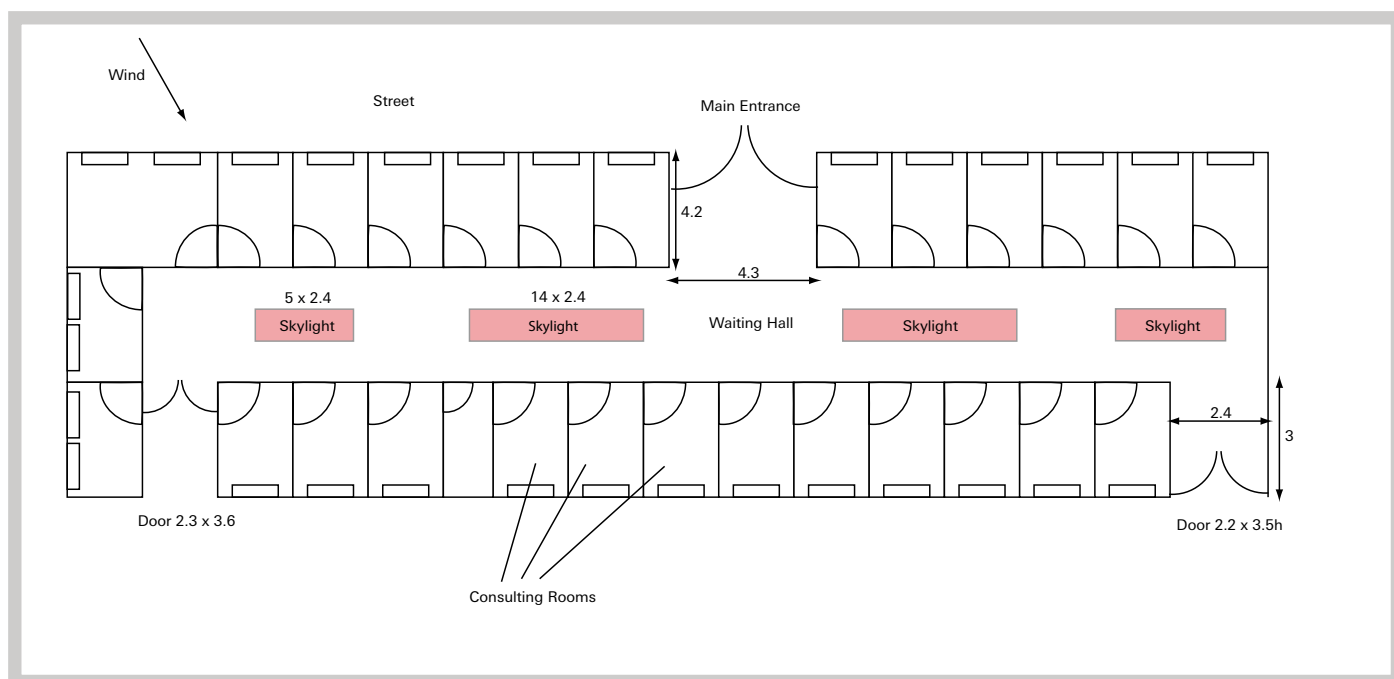 Wind
Street
Main Entrance
4.2
4.3
5 x 2.4
14 x 2.4
Skylight
Skylight
Waiting Hall
Skylight
Skylight
2.4
3
Door 2.3 x 3.6
Door 2.2 x 3.5h
Consulting Rooms